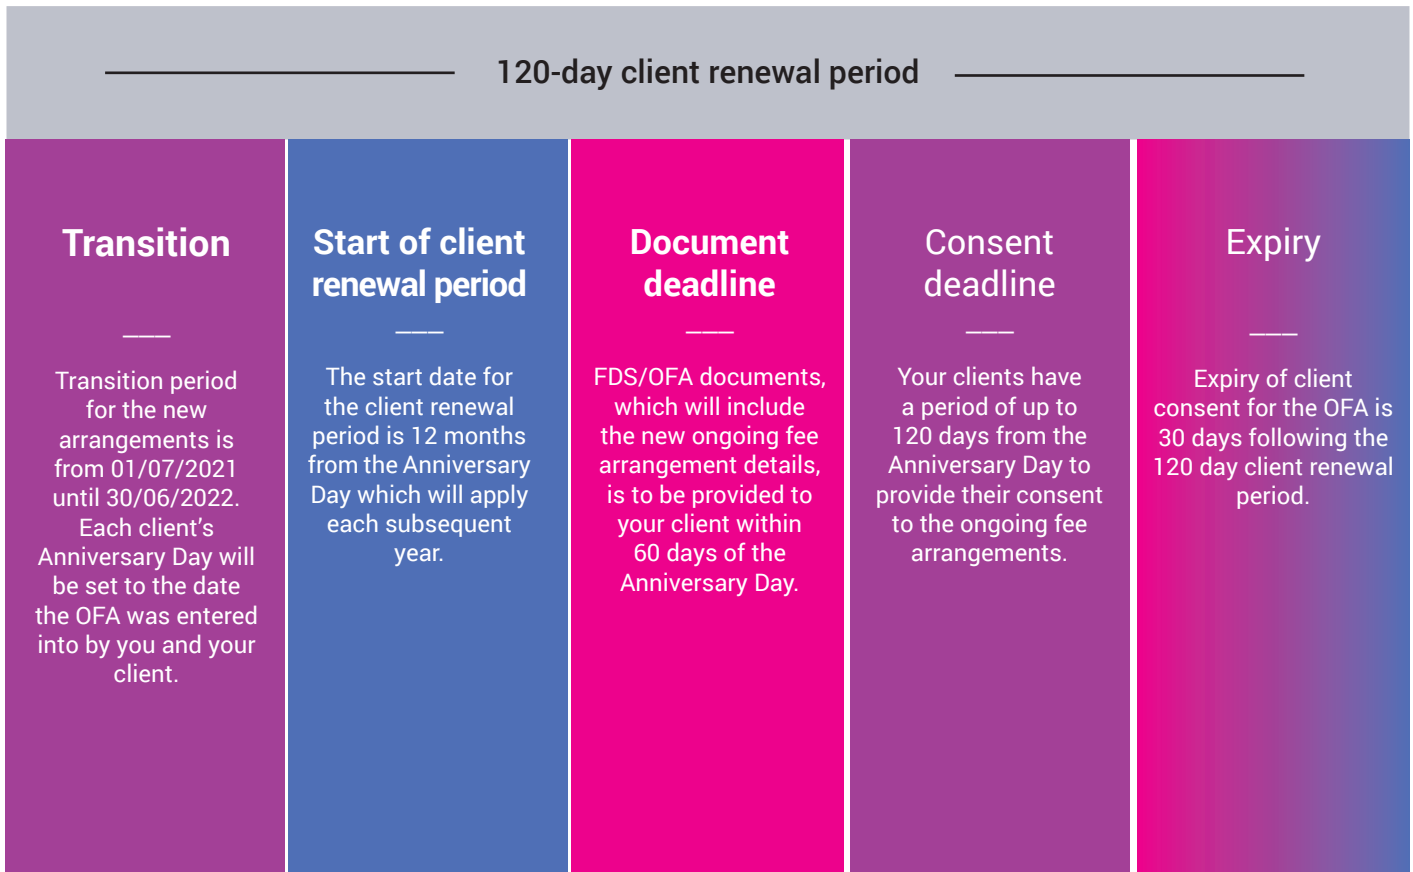 120-day client renewal period
Transition
Transition period
for the new
arrangements is
from 01/07/2021
until 30/06/2022.
Each client's
Anniversary Day will
be set to the date
the OFA was entered
into by you and your
client.
Start of client
renewal period
The start date for
the client renewal
period is 12 months
from the Anniversary
Day which will apply
each subsequent
year.
Document
deadline
FDS/OFA documents,
which will include
the new ongoing fee
arrangement details,
is to be provided to
your client within
60 days of the
Anniversary Day.
Consent
deadline
Your clients have
a period of up to
120 days from the
Anniversary Day to
provide their consent
to the ongoing fee
arrangements.
Expiry
Expiry of client
consent for the OFA is
30 days following the
120 day client renewal
period.